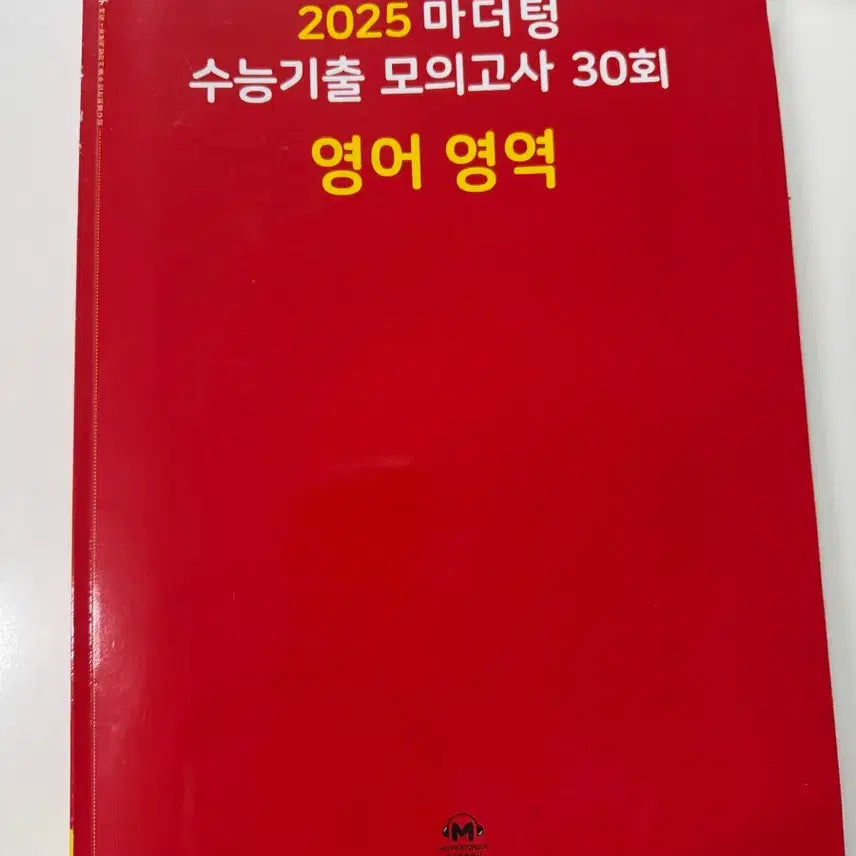 2025 마더텅
수능기출 모의고사 30회
영어 영역
M